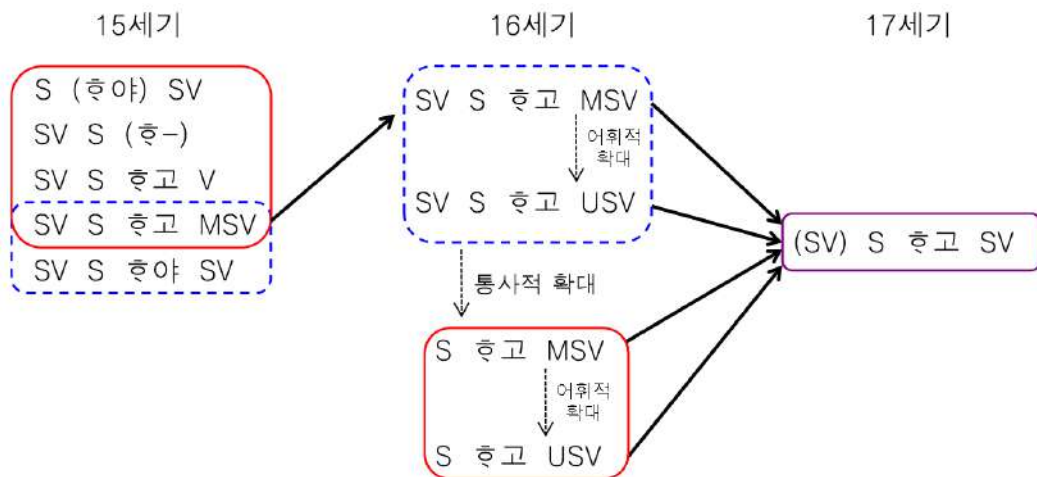 15세기
S (ᄒᆞ야) SV
SV S (ᄒᆞ-)
SV S ᄒᆞ고 V
SV S ᄒᆞ고 MSV
SV S ᄒᆞ야 SV
16세기
SV S ᄒᆞ고 MSV
어휘적
확대
SV S ᄒᆞ고 USV
통사적 확대
S ᄒᆞ고 MSV
어휘적
확대
S ᄒᆞ고 USV
17세기
(SV) S ᄒᆞ고 SV